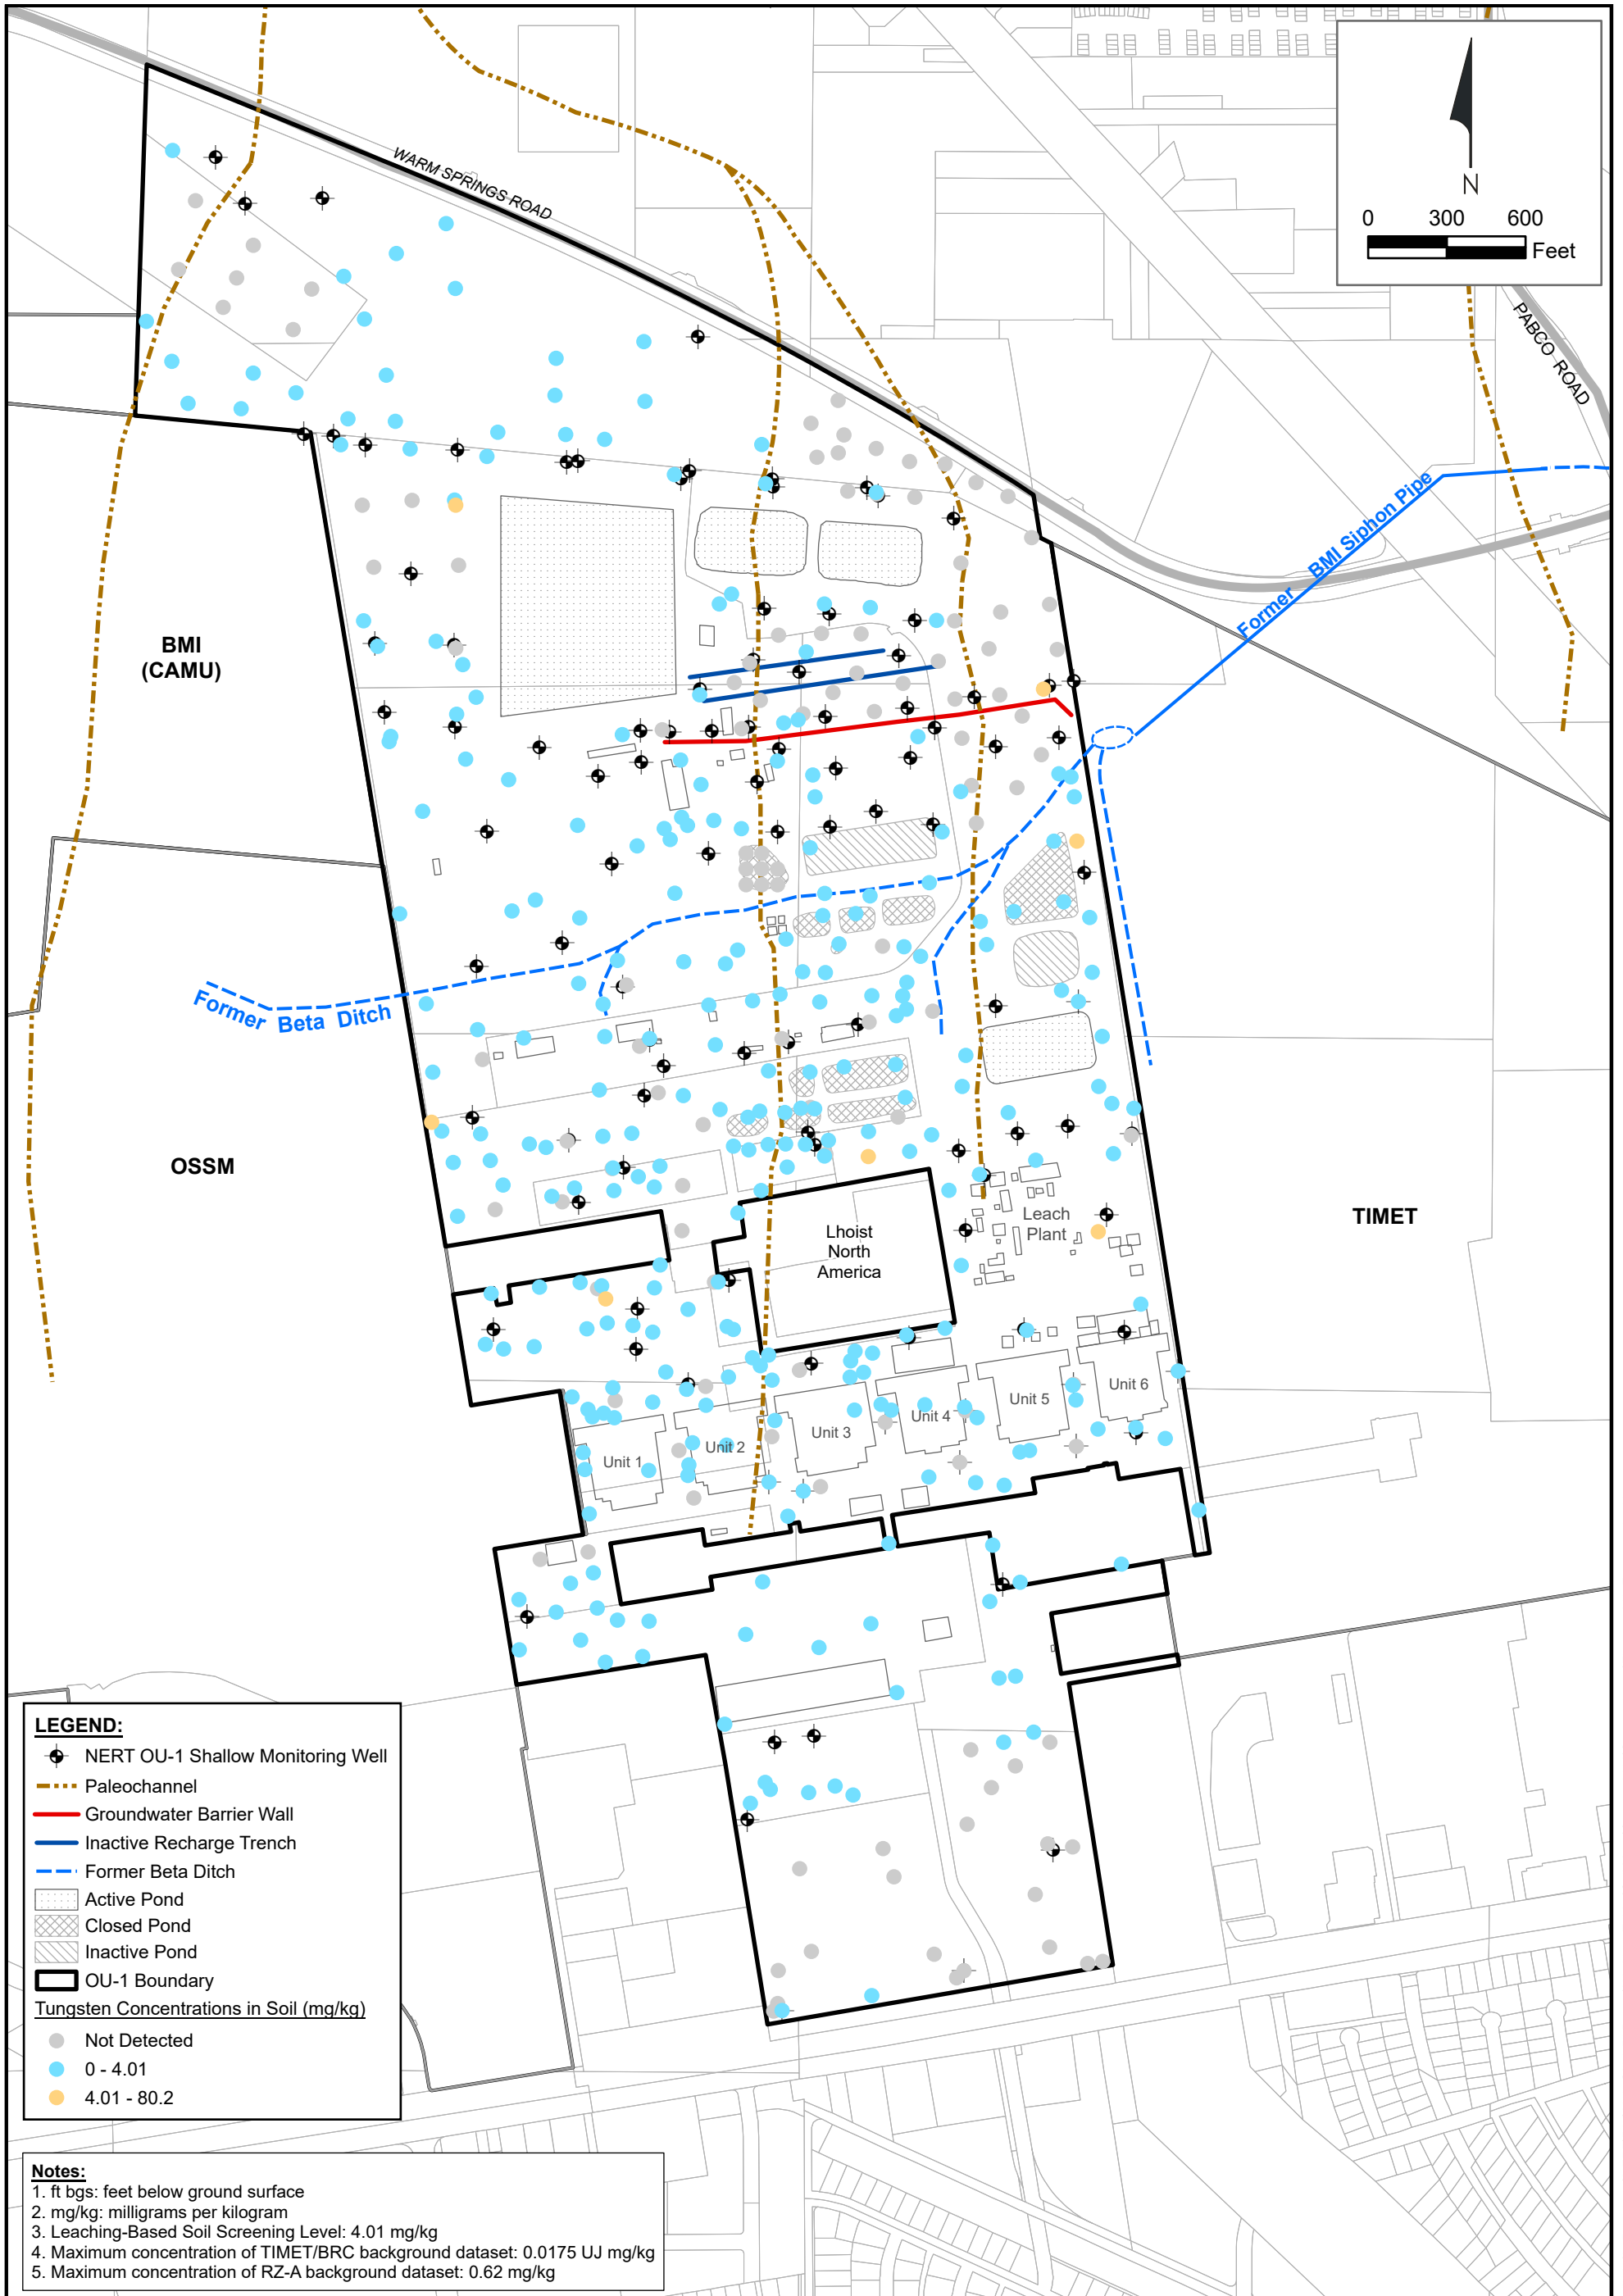 WARM SPRINGS ROAD
N
0 300 600
Feet
PABCO ROAD
Former BMI Siphon Pipe
BMI
(CAMU)
Former Beta Ditch
OSSM
TIMET
Lhoist
North
America
Leach
Plant
Unit 1
Unit 2
Unit 3
Unit 4
Unit 5
Unit 6
LEGEND:
NERT OU-1 Shallow Monitoring Well
Paleochannel
Groundwater Barrier Wall
Inactive Recharge Trench
Former Beta Ditch
Active Pond
Closed Pond
Inactive Pond
OU-1 Boundary
Tungsten Concentrations in Soil (mg/kg)
Not Detected
0 - 4.01
4.01 - 80.2
Notes:
1. ft bgs: feet below ground surface
2. mg/kg: milligrams per kilogram
3. Leaching-Based Soil Screening Level: 4.01 mg/kg
4. Maximum concentration of TIMET/BRC background dataset: 0.0175 UJ mg/kg
5. Maximum concentration of RZ-A background dataset: 0.62 mg/kg